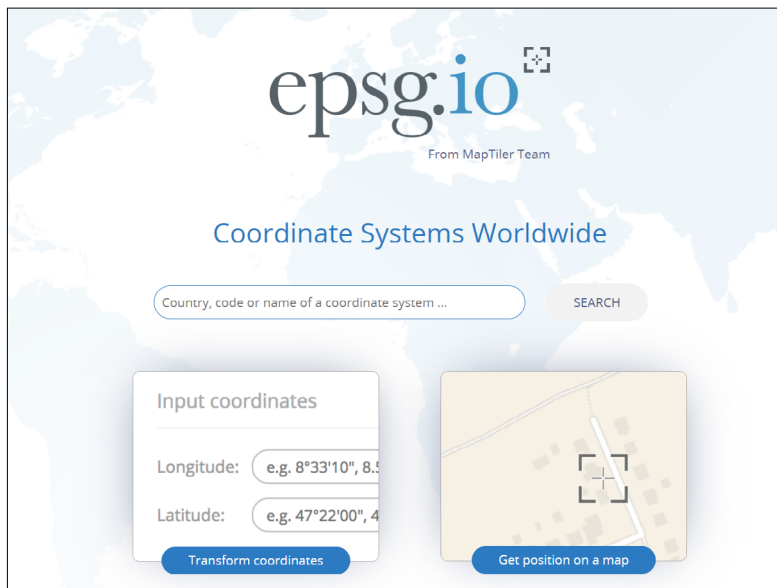 epsg.io
From MapTiler Team
Coordinate Systems Worldwide
Country, code or name of a coordinate system ...
SEARCH
Input coordinates
Longitude:
e.g. 8°33'10", 8.5
Latitude:
e.g. 47°22'00", 4
Transform coordinates
Get position on a map